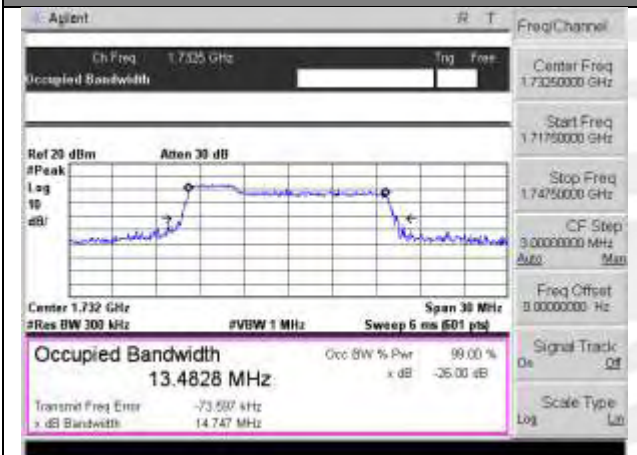 Agilent R T
Ch Freq 1.7325 GHz Trig Free
Occupied Bandwidth
Ref 20 dBm Atten 30 dB
#Peak
Log
10
dB/
Center 1.732 GHz Span 30 MHz
#Res BW 300 kHz #VBW 1 MHz Sweep 6 ms (601 pts)
Occupied Bandwidth Occ BW % Pwr 99.00 %
13.4828 MHz x dB -26.00 dB
Transmit Freq Error -73.597 kHz
x dB Bandwidth 14.747 MHz
Freq/Channel
Center Freq
1.73250000 GHz
Start Freq
1.71750000 GHz
Stop Freq
1.74750000 GHz
CF Step
3.00000000 MHz
Auto Man
Freq Offset
0.00000000 Hz
Signal Track
On Off
Scale Type
Log Lin